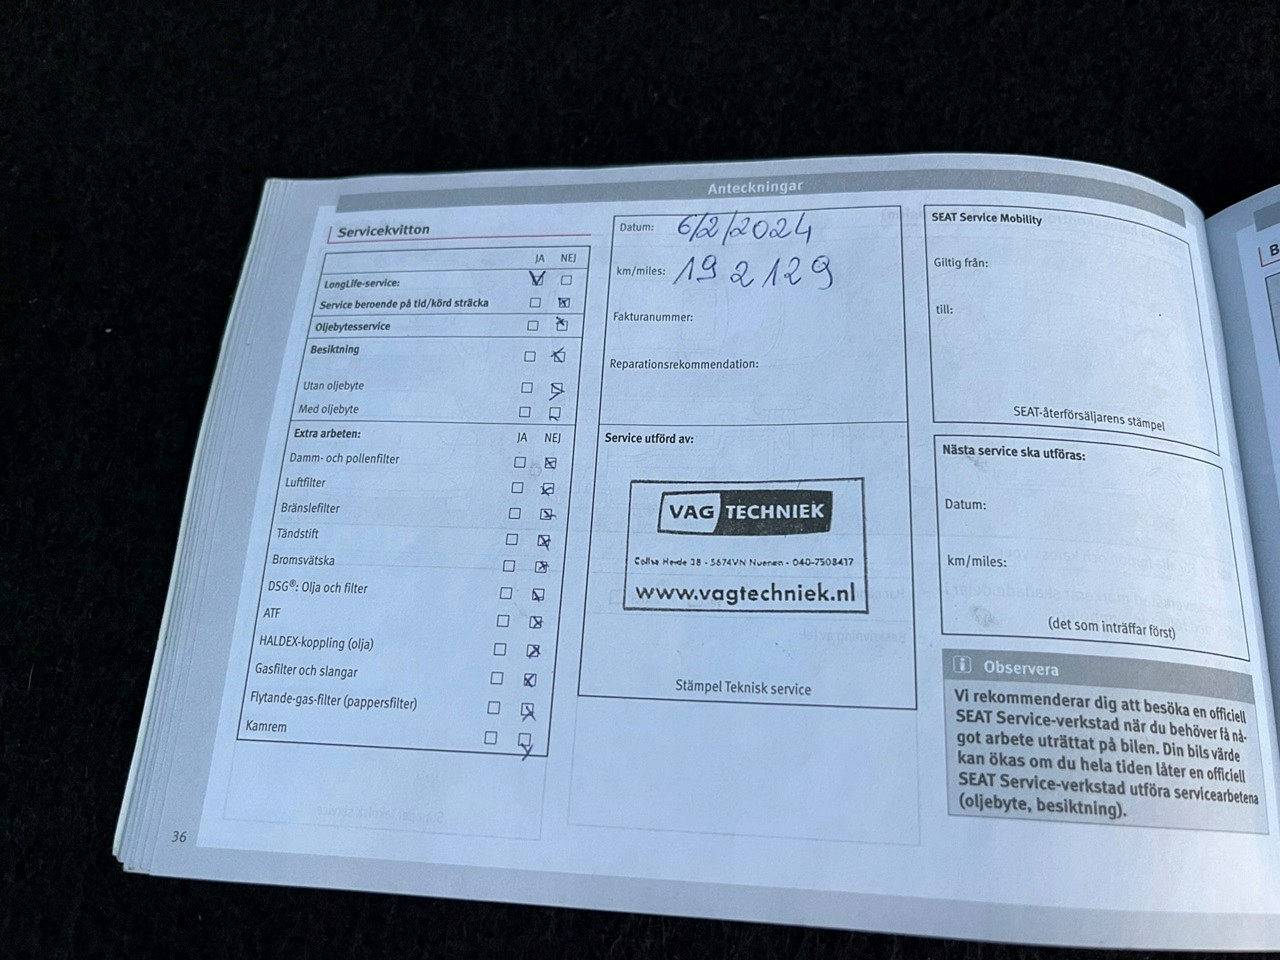 Anteckningar
Servicekvitton
JA NEJ
LongLife-service:
Service beroende på tid/körd sträcka
Oljebytesservice
Besiktning
Utan oljebyte
Med oljebyte
Extra arbeten: JA NEJ
Damm- och pollenfilter
Luftfilter
Bränslefilter
Tändstift
Bromsvätska
DSG®: Olja och filter
ATF
HALDEX-koppling (olja)
Gasfilter och slangar
Flytande-gas-filter (pappersfilter)
Kamrem
36
Datum: 6/2/2024
km/miles: 192129
Fakturanummer:
Reparationsrekommendation:
Service utförd av:
VAG TECHNIEK
38 - 5674VN Nuenen - 040-7508417
www.vagtechniek.nl
Stämpel Teknisk service
SEAT Service Mobility
Giltig från:
till:
SEAT-återförsäljarens stämpel
Nästa service ska utföras:
Datum:
km/miles:
(det som inträffar först)
i Observera
Vi rekommenderar dig att besöka en officiell
SEAT Service-verkstad när du behöver få nå-
got arbete uträttat på bilen. Din bils värde
kan ökas om du hela tiden låter en officiell
SEAT Service-verkstad utföra servicearbetena
(oljebyte, besiktning).
B